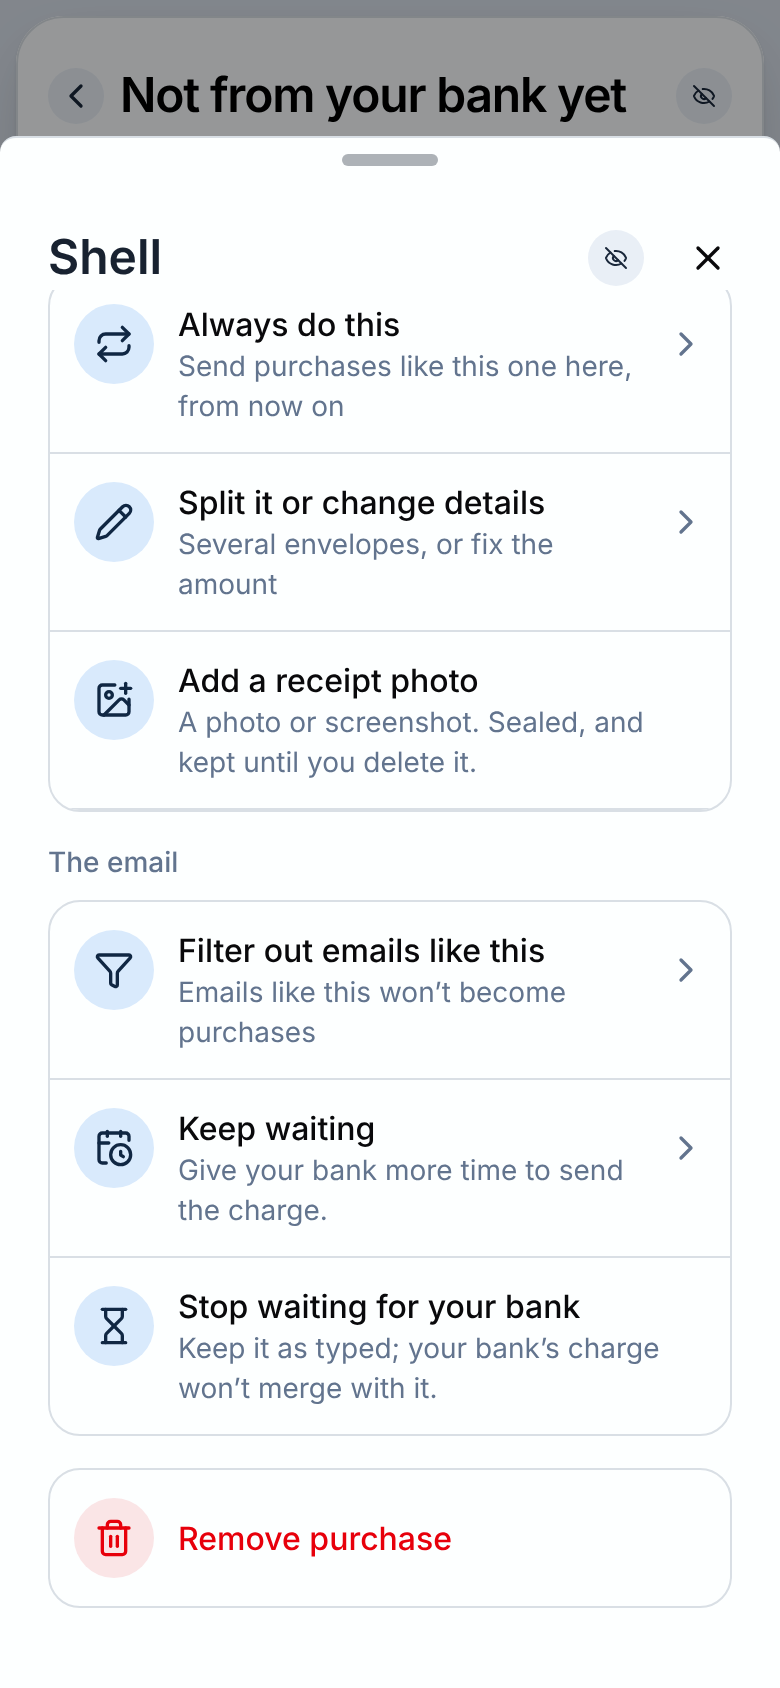 Not from your bank yet
Shell
Always do this
Send purchases like this one here,
from now on
Split it or change details
Several envelopes, or fix the
amount
Add a receipt photo
A photo or screenshot. Sealed, and
kept until you delete it.
The email
Filter out emails like this
Emails like this won’t become
purchases
Keep waiting
Give your bank more time to send
the charge.
Stop waiting for your bank
Keep it as typed; your bank’s charge
won’t merge with it.
Remove purchase